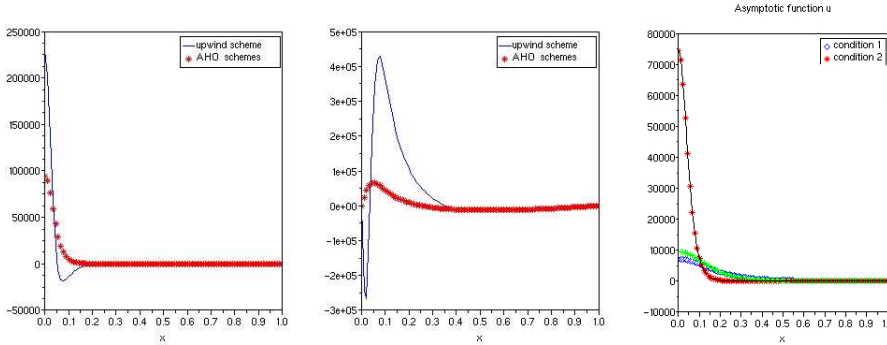 Asymptotic function u
250000
200000
150000
100000
50000
0
-50000
0.0 0.1 0.2 0.3 0.4 0.5 0.6 0.7 0.8 0.9 1.0
x
upwind scheme
AHO schemes
5e+05
4e+05
3e+05
2e+05
1e+05
0e+05
-1e+05
-2e+05
-3e+05
0.0 0.1 0.2 0.3 0.4 0.5 0.6 0.7 0.8 0.9 1.0
x
upwind scheme
AHO schemes
80000
70000
60000
50000
40000
30000
20000
10000
0
-10000
0.0 0.1 0.2 0.3 0.4 0.5 0.6 0.7 0.8 0.9 1.0
x
condition 1
condition 2